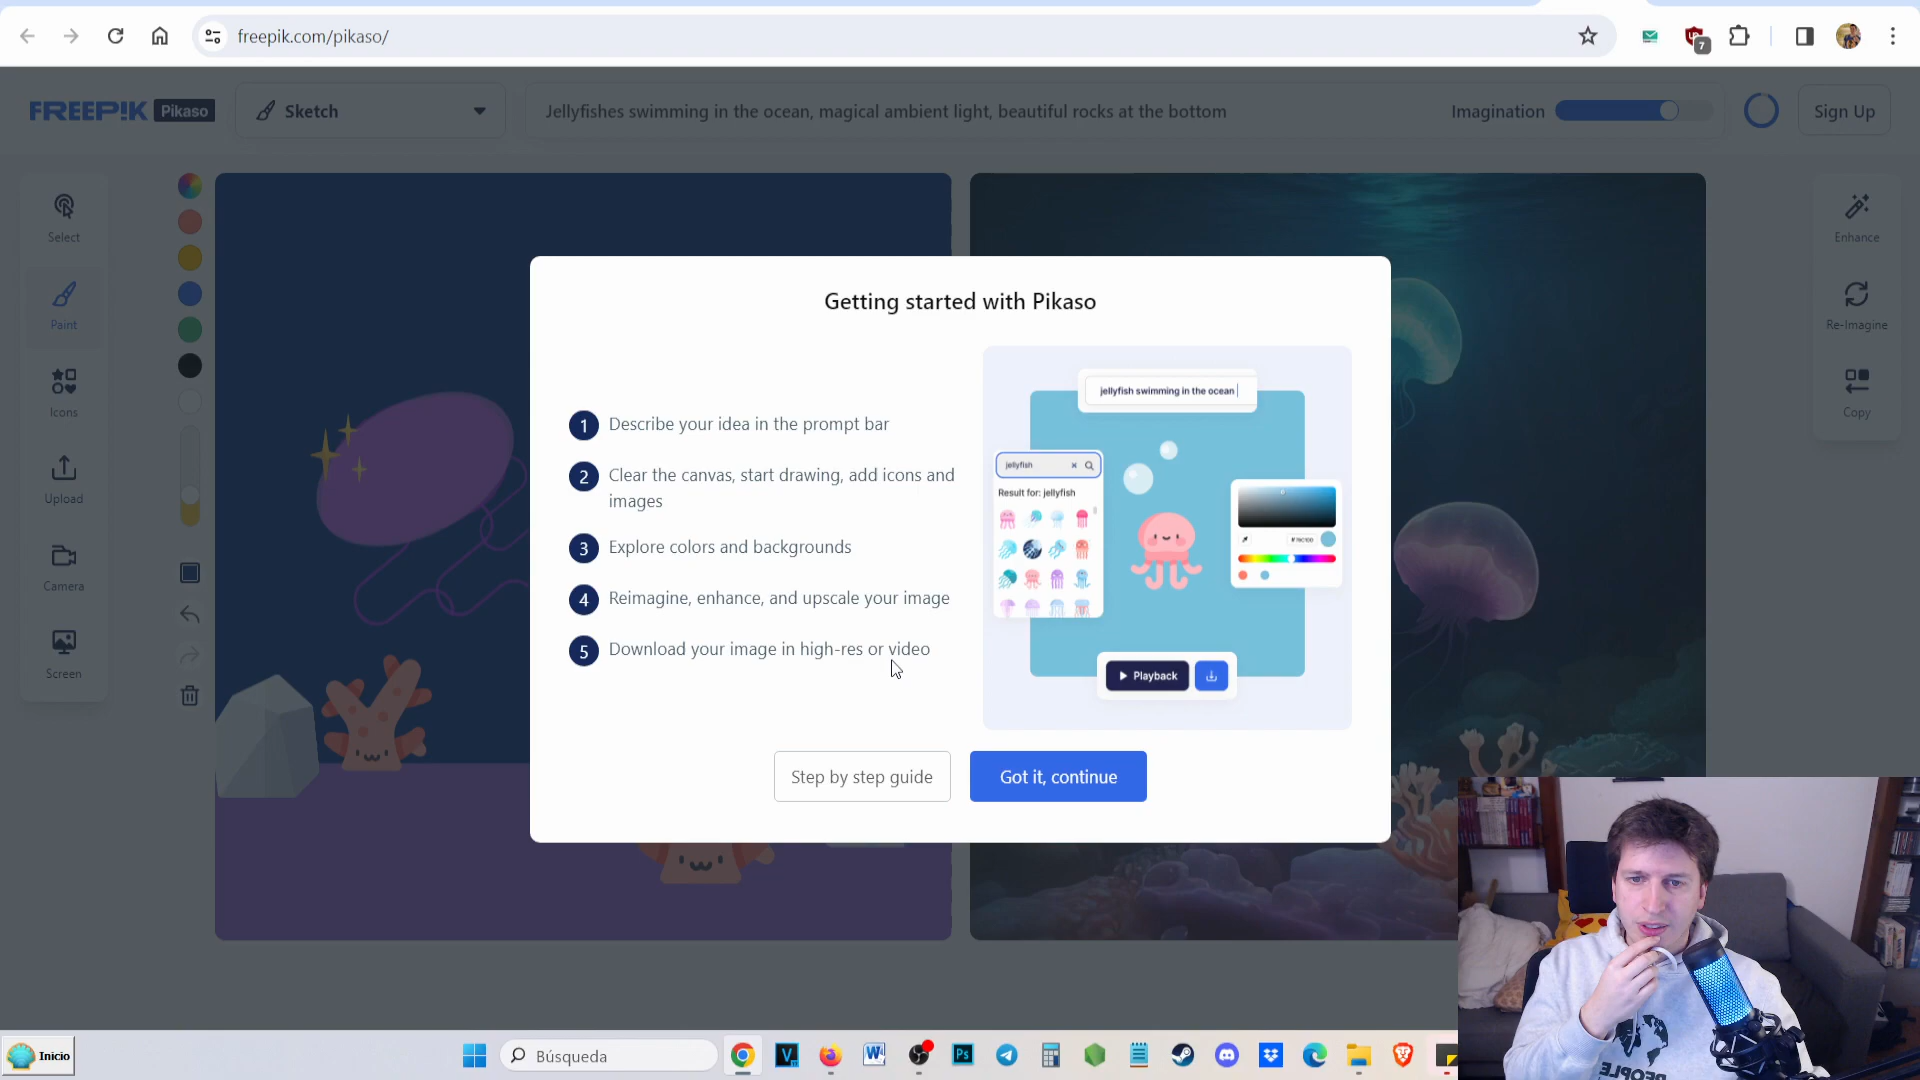 freepik.com/pikaso/
7
FREEPIK Pikaso
Sketch
Jellyfishes swimming in the ocean, magical ambient light, beautiful rocks at the bottom
Imagination
Sign Up
Select
Paint
Icons
Upload
Camera
Screen
Enhance
Re-Imagine
Copy
Getting started with Pikaso
1 Describe your idea in the prompt bar
2 Clear the canvas, start drawing, add icons and
images
3 Explore colors and backgrounds
4 Reimagine, enhance, and upscale your image
5 Download your image in high-res or video
jellyfish swimming in the ocean
jellyfish
Result for: jellyfish
Playback
Step by step guide
Got it, continue
Inicio
Búsqueda